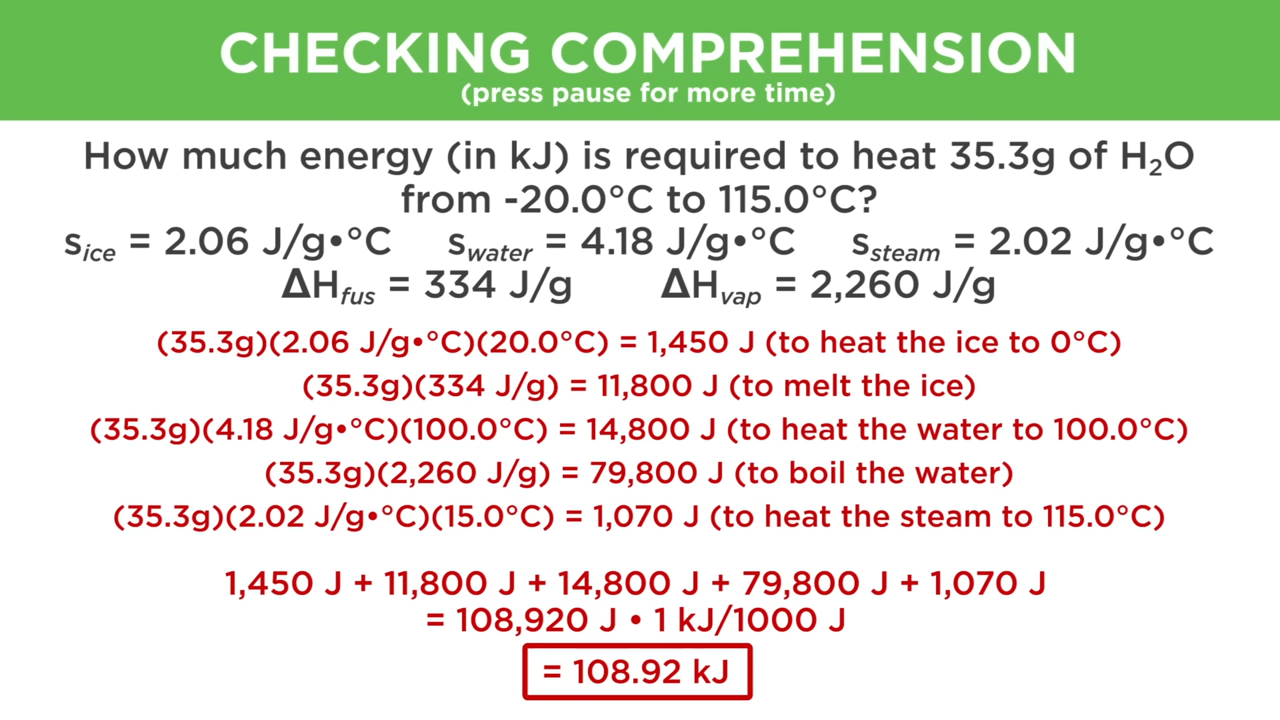 CHECKING COMPREHENSION
(press pause for more time)
How much energy (in kJ) is required to heat 35.3g of H₂O
from -20.0°C to 115.0°C?
s_ice = 2.06 J/g•°C s_water = 4.18 J/g•°C s_steam = 2.02 J/g•°C
ΔH_fus = 334 J/g ΔH_vap = 2,260 J/g
(35.3g)(2.06 J/g•°C)(20.0°C) = 1,450 J (to heat the ice to 0°C)
(35.3g)(334 J/g) = 11,800 J (to melt the ice)
(35.3g)(4.18 J/g•°C)(100.0°C) = 14,800 J (to heat the water to 100.0°C)
(35.3g)(2,260 J/g) = 79,800 J (to boil the water)
(35.3g)(2.02 J/g•°C)(15.0°C) = 1,070 J (to heat the steam to 115.0°C)
1,450 J + 11,800 J + 14,800 J + 79,800 J + 1,070 J
= 108,920 J • 1 kJ/1000 J
= 108.92 kJ